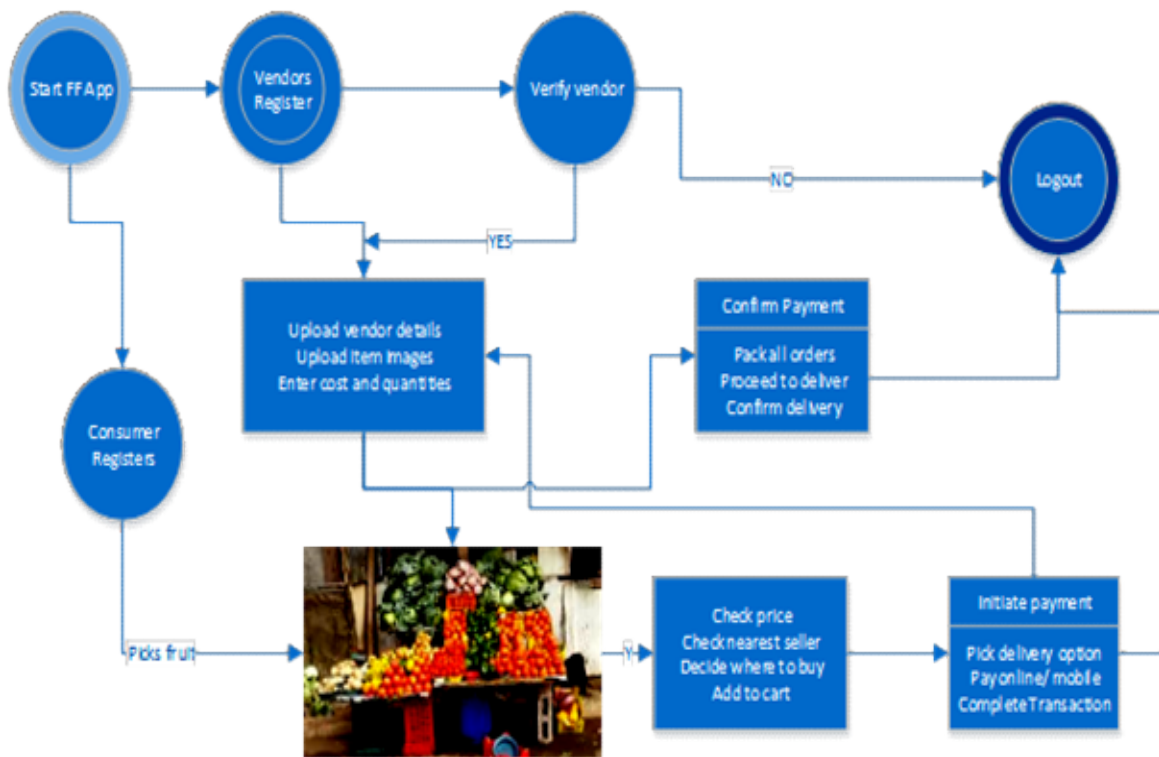 Start FF App
Vendors
Register
Verify vendor
NO
Logout
YES
Upload vendor details
Upload Item Images
Enter cost and quantities
Confirm Payment
Pack all orders
Proceed to deliver
Confirm delivery
Consumer
Registers
Picks fruit
Y
Check price
Check nearest seller
Decide where to buy
Add to cart
Initiate payment
Pick delivery option
Pay online/ mobile
Complete Transaction